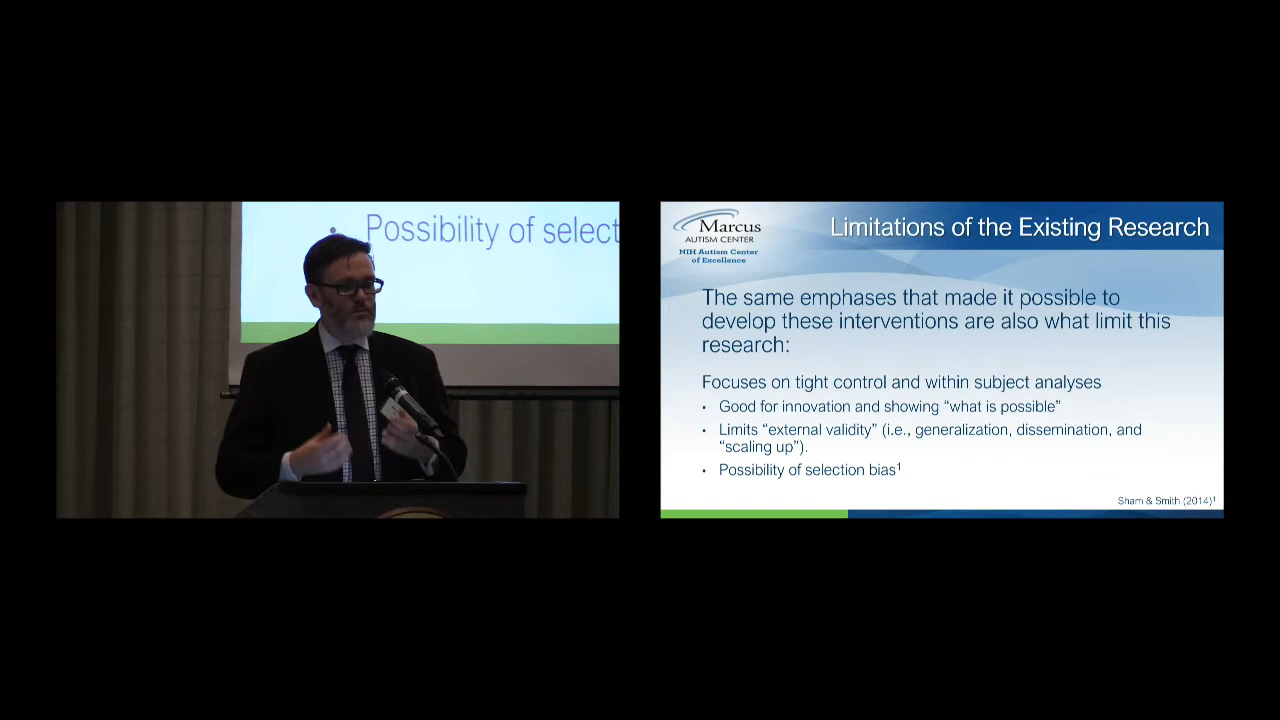 • Possibility of select
Marcus
AUTISM CENTER
NIH Autism Center
of Excellence
Limitations of the Existing Research
The same emphases that made it possible to
develop these interventions are also what limit this
research:
Focuses on tight control and within subject analyses
• Good for innovation and showing “what is possible”
• Limits “external validity” (i.e., generalization, dissemination, and
“scaling up”).
• Possibility of selection bias¹
Sham & Smith (2014)¹